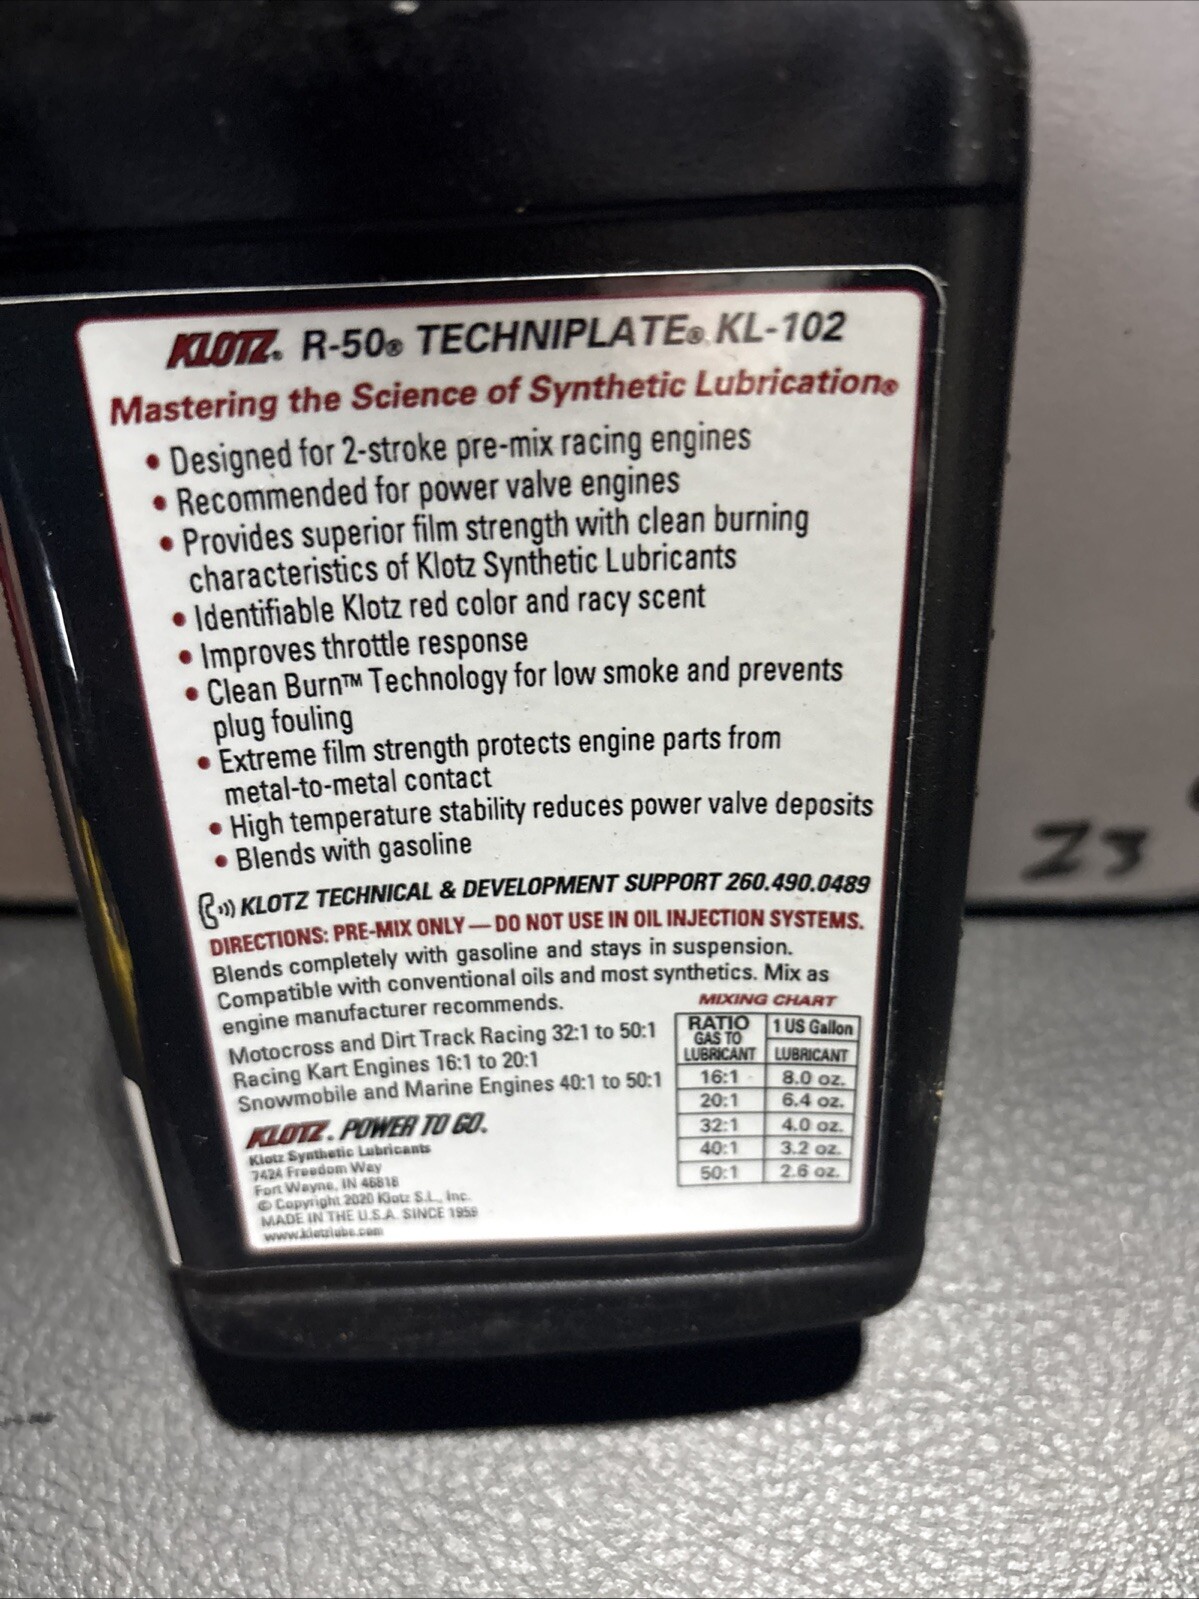 KLOTZ® R-50® TECHNIPLATE® KL-102
Mastering the Science of Synthetic Lubrication®
• Designed for 2-stroke pre-mix racing engines
• Recommended for power valve engines
• Provides superior film strength with clean burning
characteristics of Klotz Synthetic Lubricants
• Identifiable Klotz red color and racy scent
• Improves throttle response
• Clean Burn™ Technology for low smoke and prevents
plug fouling
• Extreme film strength protects engine parts from
metal-to-metal contact
• High temperature stability reduces power valve deposits
• Blends with gasoline
KLOTZ TECHNICAL & DEVELOPMENT SUPPORT 260.490.0489
DIRECTIONS: PRE-MIX ONLY — DO NOT USE IN OIL INJECTION SYSTEMS.
Blends completely with gasoline and stays in suspension.
Compatible with conventional oils and most synthetics. Mix as
engine manufacturer recommends.
Motocross and Dirt Track Racing 32:1 to 50:1
Racing Kart Engines 16:1 to 20:1
Snowmobile and Marine Engines 40:1 to 50:1
MIXING CHART
RATIO GAS TO LUBRICANT 1 US Gallon LUBRICANT
16:1 8.0 oz.
20:1 6.4 oz.
32:1 4.0 oz.
40:1 3.2 oz.
50:1 2.6 oz.
KLOTZ. POWER TO GO.
Klotz Synthetic Lubricants
7424 Freedom Way
Fort Wayne, IN 46818
© Copyright 2020 Klotz S.L., Inc.
MADE IN THE U.S.A. SINCE 1959
www.klotzlube.com